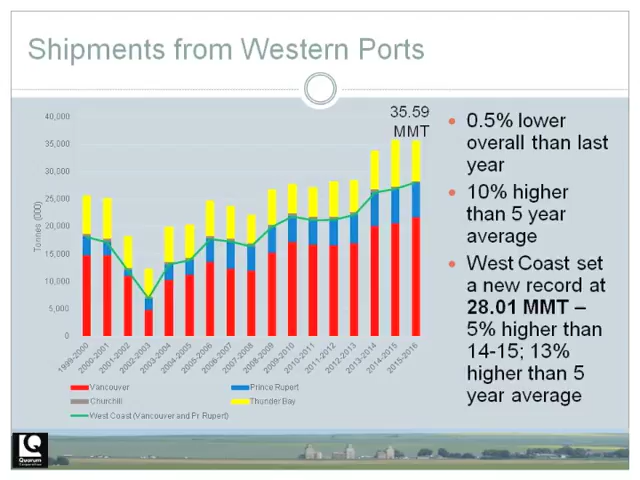 Shipments from Western Ports
35.59
MMT
40,000
35,000
30,000
25,000
20,000
15,000
10,000
5,000
0
Tonnes (000)
1999-2000
2000-2001
2001-2002
2002-2003
2003-2004
2004-2005
2005-2006
2006-2007
2007-2008
2008-2009
2009-2010
2010-2011
2011-2012
2012-2013
2013-2014
2014-2015
2015-2016
Vancouver
Prince Rupert
Churchill
Thunder Bay
West Coast (Vancouver and Pr Rupert)
• 0.5% lower
overall than last
year
• 10% higher
than 5 year
average
• West Coast set
a new record at
28.01 MMT –
5% higher than
14-15; 13%
higher than 5
year average
Quorum
Corporation